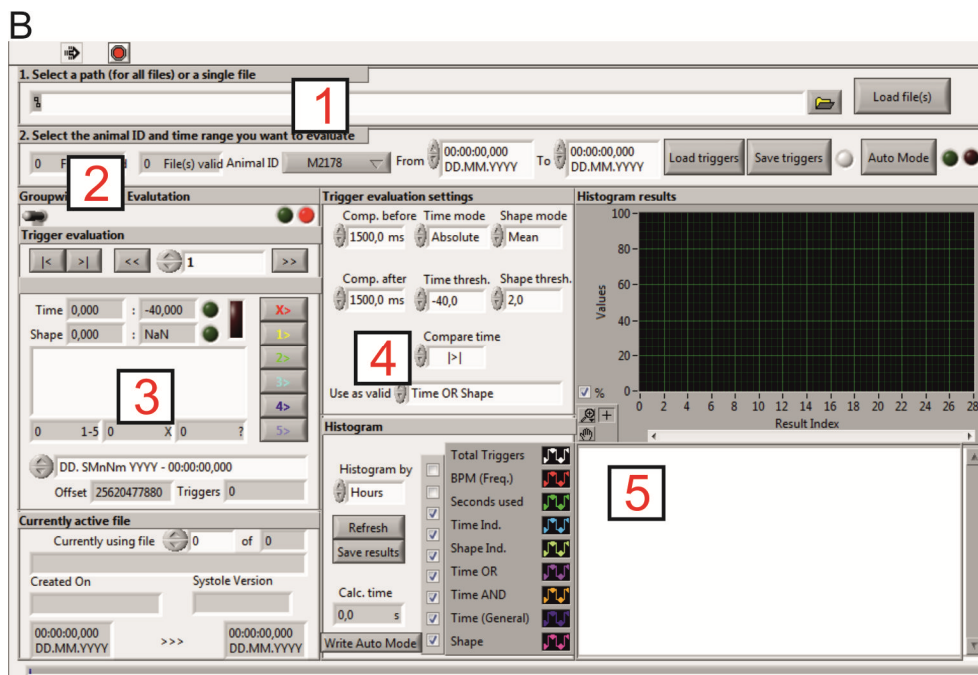 B
1. Select a path (for all files) or a single file
1
Load file(s)
2. Select the animal ID and time range you want to evaluate
0 0 File(s) valid Animal ID M2178 From 00:00:00,000 DD.MM.YYYY To 00:00:00,000 DD.MM.YYYY Load triggers Save triggers Auto Mode
2
Evalutation
Trigger evaluation
|< >| << 1 >>
Time 0,000 : -40,000 X>
Shape 0,000 : NaN 1>
2>
3>
4>
5>
3
0 1-5 0 X 0 ?
DD. SMnNm YYYY - 00:00:00,000
Offset 25620477880 Triggers 0
Currently active file
Currently using file 0 of 0
Created On Systole Version
00:00:00,000 >>> 00:00:00,000
DD.MM.YYYY DD.MM.YYYY
Trigger evaluation settings
Comp. before Time mode Shape mode
1500,0 ms Absolute Mean
Comp. after Time thresh. Shape thresh.
1500,0 ms -40,0 2,0
4
Compare time
|>|
Use as valid Time OR Shape
Histogram
Histogram by
Hours
Refresh
Save results
Calc. time
0,0 s
Write Auto Mode
Total Triggers
BPM (Freq.)
Seconds used
Time Ind.
Shape Ind.
Time OR
Time AND
Time (General)
Shape
Histogram results
Values
100
80
60
40
20
0
%
0 2 4 6 8 10 12 14 16 18 20 22 24 26 28
Result Index
5